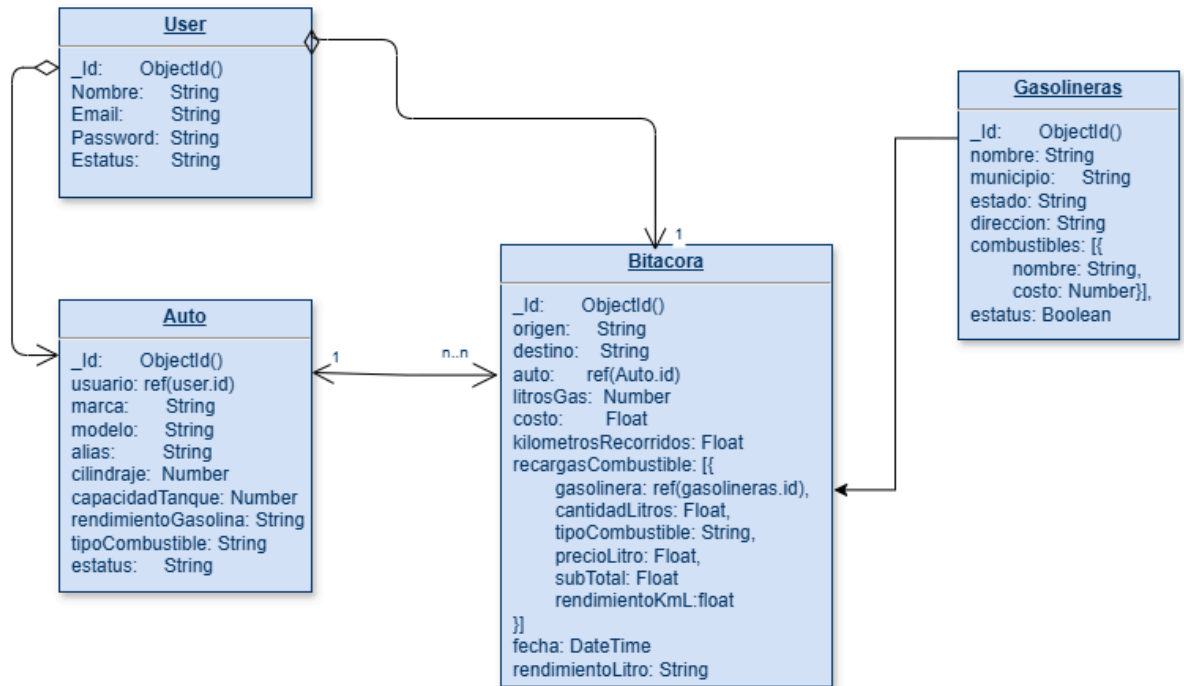 User
_Id: ObjectId()
Nombre: String
Email: String
Password: String
Estatus: String
Gasolineras
_Id: ObjectId()
nombre: String
municipio: String
estado: String
direccion: String
combustibles: [{
nombre: String,
costo: Number}],
estatus: Boolean
Auto
_Id: ObjectId()
usuario: ref(user.id)
marca: String
modelo: String
alias: String
cilindraje: Number
capacidadTanque: Number
rendimientoGasolina: String
tipoCombustible: String
estatus: String
1
n..n
1
Bitacora
_Id: ObjectId()
origen: String
destino: String
auto: ref(Auto.id)
litrosGas: Number
costo: Float
kilometrosRecorridos: Float
recargasCombustible: [{
gasolinera: ref(gasolineras.id),
cantidadLitros: Float,
tipoCombustible: String,
precioLitro: Float,
subTotal: Float
rendimientoKmL:float
}]
fecha: DateTime
rendimientoLitro: String